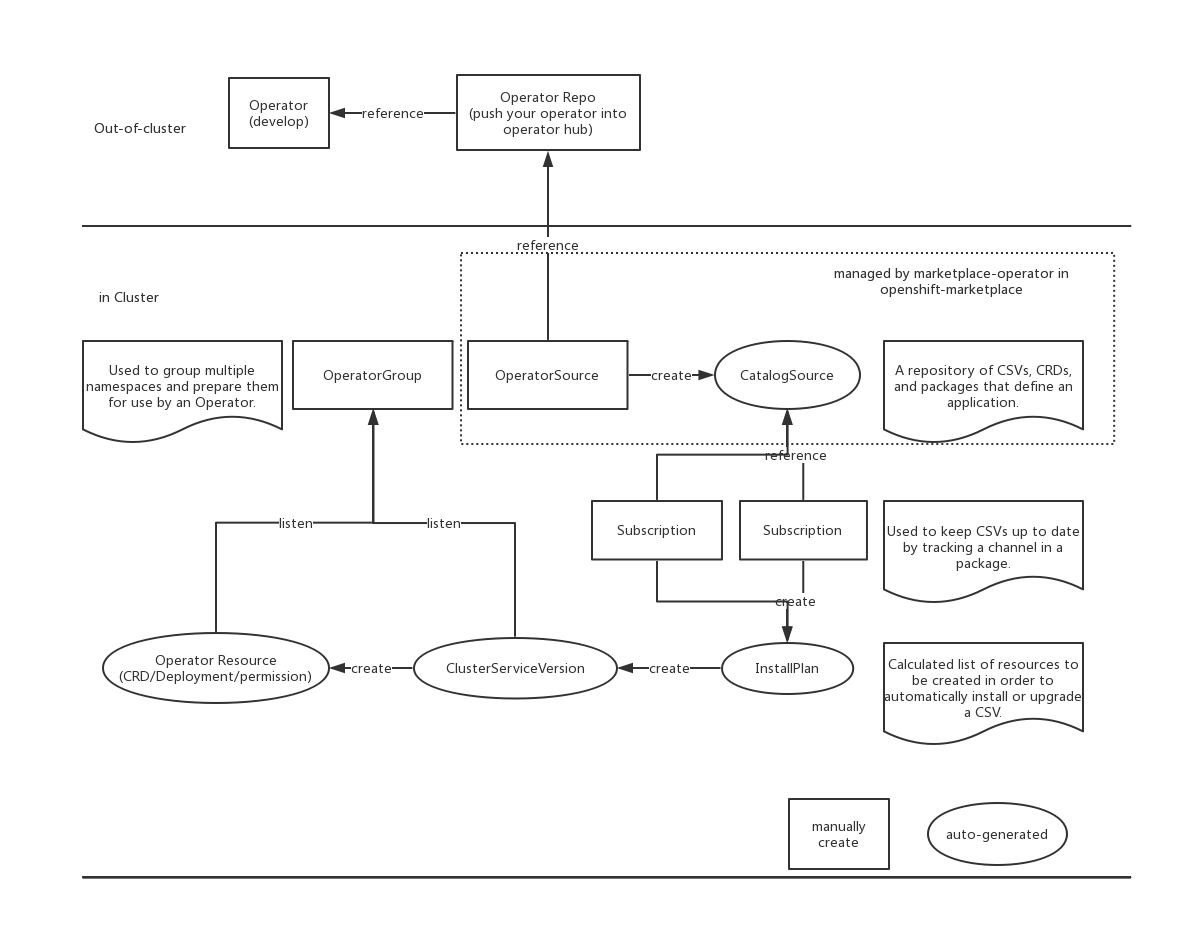 Operator
(develop)
reference
Operator Repo
(push your operator into
operator hub)
Out-of-cluster
reference
managed by marketplace-operator in
openshift-marketplace
in Cluster
Used to group multiple
namespaces and prepare them
for use by an Operator.
OperatorGroup
OperatorSource
create
CatalogSource
A repository of CSVs, CRDs,
and packages that define an
application.
reference
listen
listen
Subscription
Subscription
Used to keep CSVs up to date
by tracking a channel in a
package.
create
Operator Resource
(CRD/Deployment/permission)
create
ClusterServiceVersion
create
InstallPlan
Calculated list of resources to
be created in order to
automatically install or upgrade
a CSV.
manually
create
auto-generated